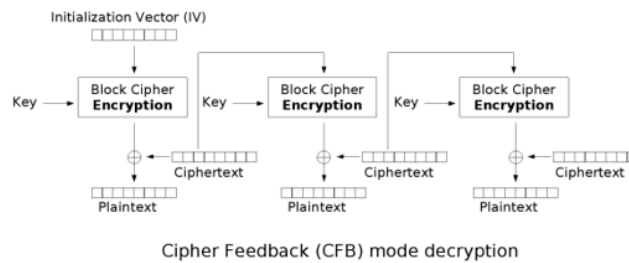 Initialization Vector (IV)
Key
Block Cipher
Encryption
Ciphertext
Plaintext
Key
Block Cipher
Encryption
Ciphertext
Plaintext
Key
Block Cipher
Encryption
Ciphertext
Plaintext
Cipher Feedback (CFB) mode decryption